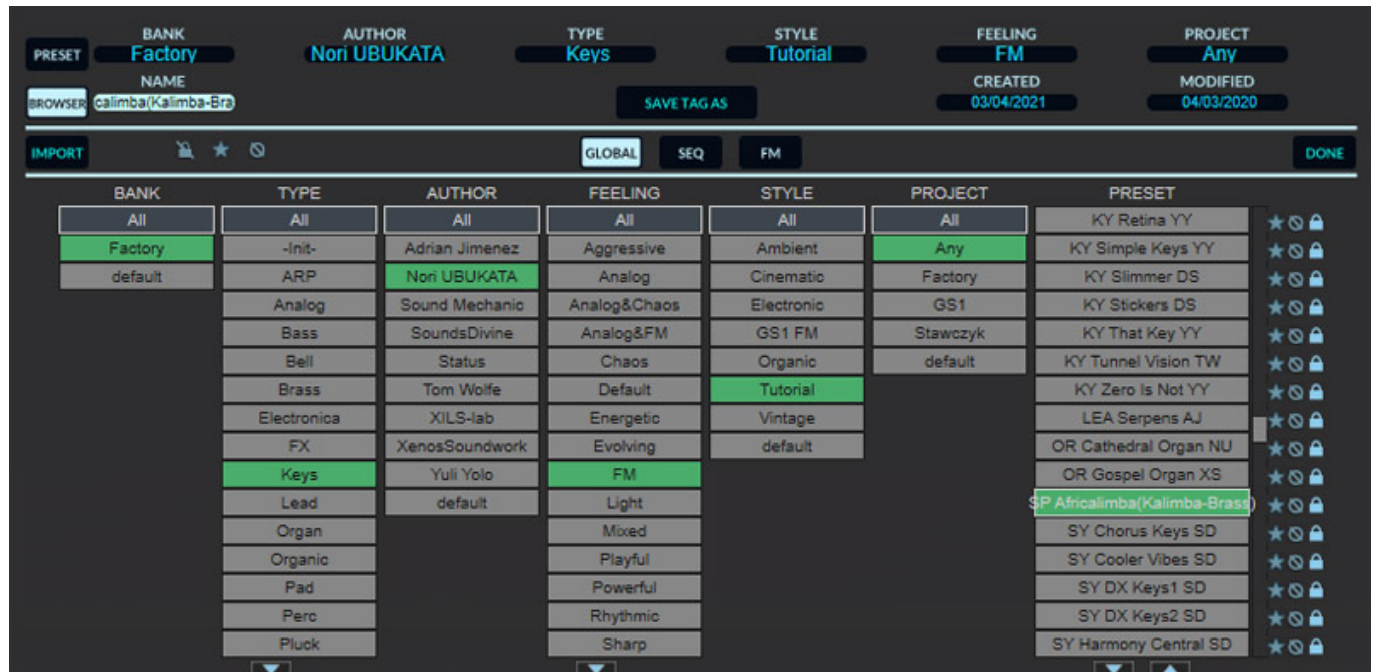 BANK AUTHOR TYPE STYLE FEELING PROJECT
PRESET Factory Nori UBUKATA Keys Tutorial FM Any
NAME CREATED MODIFIED
BROWSER calimba(Kalimba-Bra SAVE TAG AS 03/04/2021 04/03/2020
IMPORT GLOBAL SEQ FM DONE
BANK TYPE AUTHOR FEELING STYLE PROJECT PRESET
All All All All All All KY Retina YY
Factory -Init- Adrian Jimenez Aggressive Ambient Any KY Simple Keys YY
default ARP Nori UBUKATA Analog Cinematic Factory KY Slimmer DS
Analog Sound Mechanic Analog&Chaos Electronic GS1 KY Stickers DS
Bass SoundsDivine Analog&FM GS1 FM Stawczyk KY That Key YY
Bell Status Chaos Organic default KY Tunnel Vision TW
Brass Tom Wolfe Default Tutorial KY Zero Is Not YY
Electronica XILS-lab Energetic Vintage LEA Serpens AJ
FX XenosSoundwork Evolving default OR Cathedral Organ NU
Keys Yuli Yolo FM OR Gospel Organ XS
Lead default Light SP Africalimba(Kalimba-Brass)
Organ Mixed SY Chorus Keys SD
Organic Playful SY Cooler Vibes SD
Pad Powerful SY DX Keys1 SD
Perc Rhythmic SY DX Keys2 SD
Pluck Sharp SY Harmony Central SD